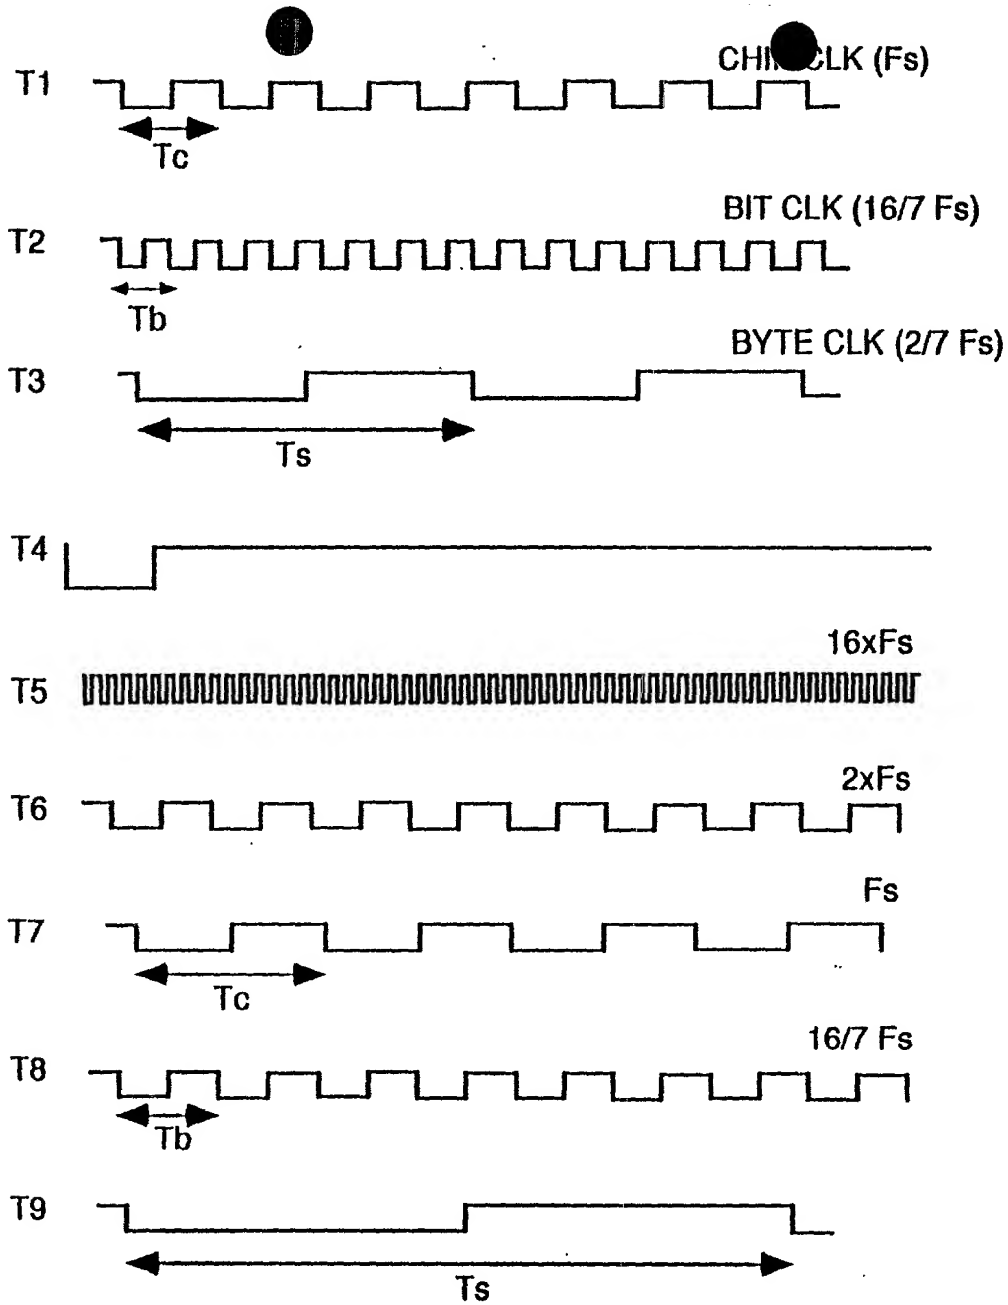 CHIP CLK (Fs)
T1
Tc
BIT CLK (16/7 Fs)
T2
Tb
BYTE CLK (2/7 Fs)
T3
Ts
T4
16xFs
T5
2xFs
T6
Fs
T7
Tc
16/7 Fs
T8
Tb
T9
Ts